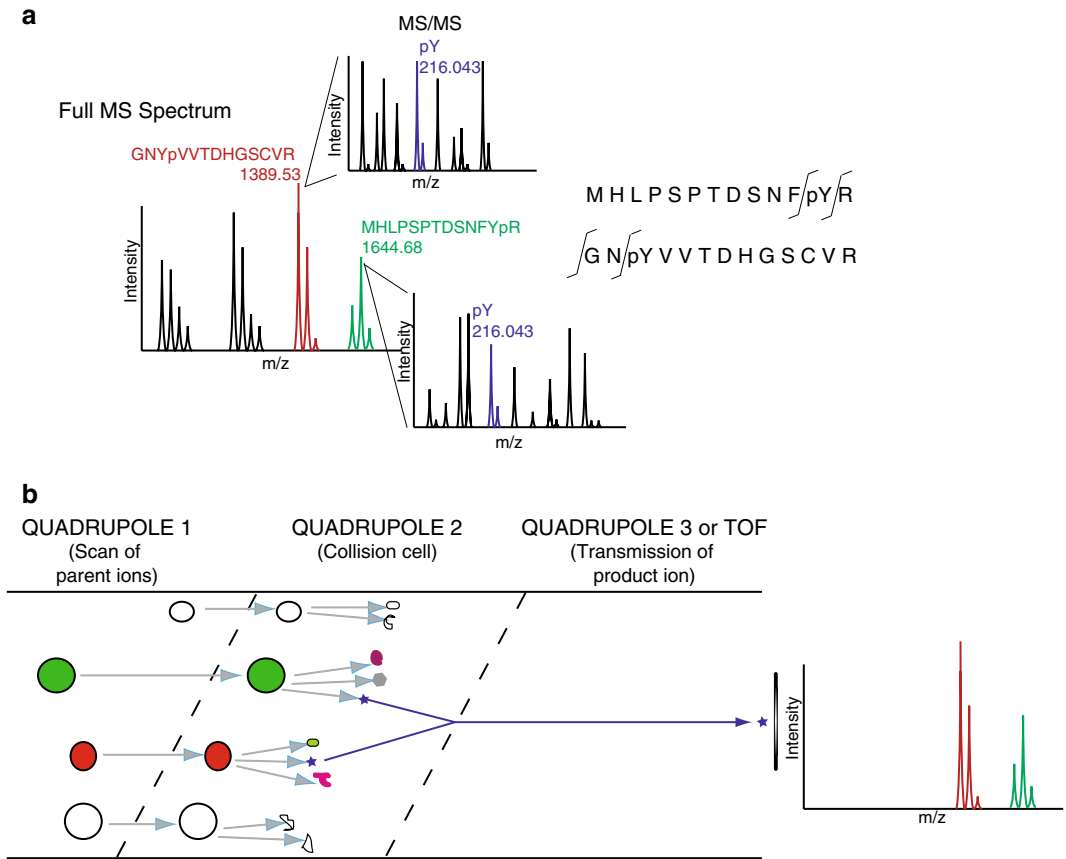 a
MS/MS
pY
216.043
Intensity
m/z
Full MS Spectrum
GNYpVVTDHGSCVR
1389.53
MHLPSPTDSNFYpR
1644.68
Intensity
m/z
pY
216.043
Intensity
m/z
M H L P S P T D S N F pY R
G N pY V V T D H G S C V R
b
QUADRUPOLE 1
(Scan of
parent ions)
QUADRUPOLE 2
(Collision cell)
QUADRUPOLE 3 or TOF
(Transmission of
product ion)
Intensity
m/z